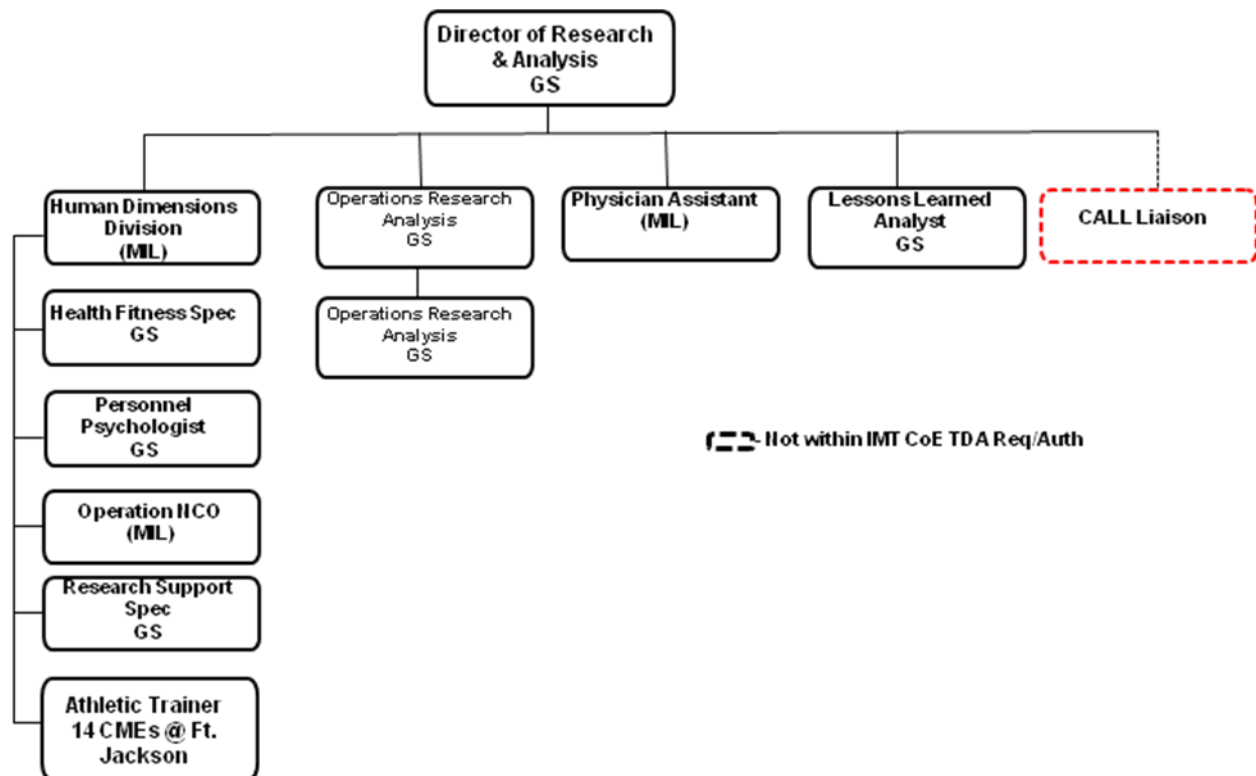 Director of Research
& Analysis
GS
Human Dimensions
Division
(MIL)
Operations Research
Analysis
GS
Physician Assistant
(MIL)
Lessons Learned
Analyst
GS
CALL Liaison
Health Fitness Spec
GS
Operations Research
Analysis
GS
Personnel
Psychologist
GS
- Not within IMT CoE TDA Req/Auth
Operation NCO
(MIL)
Research Support
Spec
GS
Athletic Trainer
14 CMEs @ Ft.
Jackson